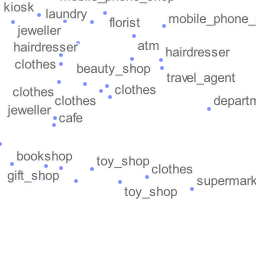 mobile_phone_shop
kiosk
laundry
florist
mobile_phone_
jeweller
hairdresser
atm
hairdresser
clothes
beauty_shop
travel_agent
clothes
clothes
clothes
departm
jeweller
cafe
bookshop
toy_shop
clothes
gift_shop
supermark
toy_shop